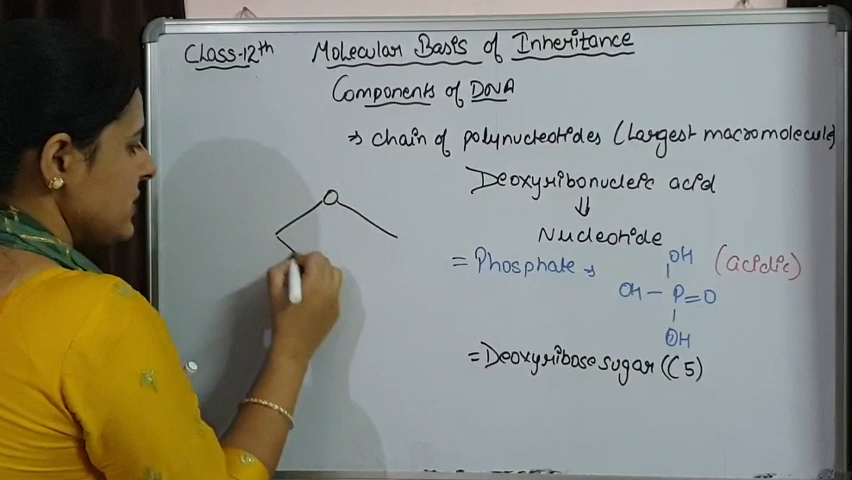 Class-12th Molecular Basis of Inheritance
Components of DNA
→ chain of polynucleotides (Largest macromolecule)
Deoxyribonucleic acid
⇓
Nucleotide
= Phosphate → OH (acidic)
OH – P = O
OH
= Deoxyribose sugar ((C5)
O